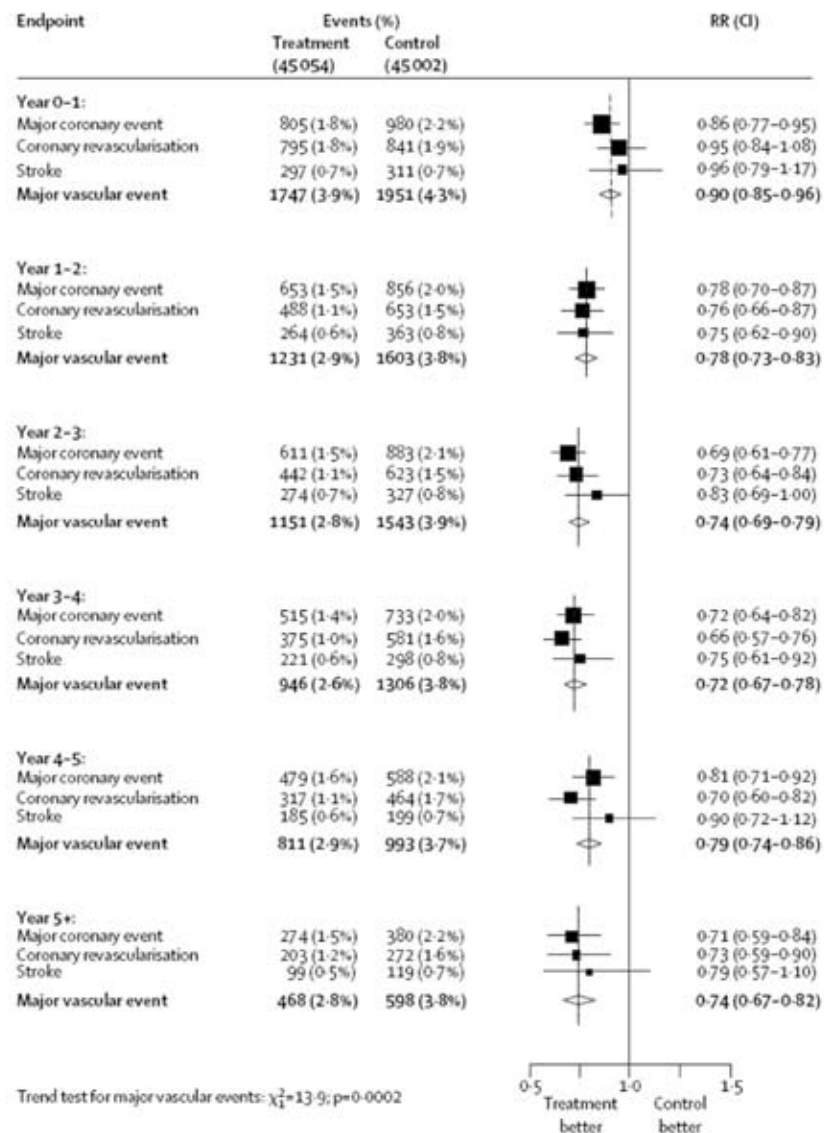 Endpoint Events (%) RR (CI)
Treatment Control
(45 054) (45 002)
Year 0–1:
Major coronary event 805 (1·8%) 980 (2·2%) 0·86 (0·77–0·95)
Coronary revascularisation 795 (1·8%) 841 (1·9%) 0·95 (0·84–1·08)
Stroke 297 (0·7%) 311 (0·7%) 0·96 (0·79–1·17)
Major vascular event 1747 (3·9%) 1951 (4·3%) 0·90 (0·85–0·96)
Year 1–2:
Major coronary event 653 (1·5%) 856 (2·0%) 0·78 (0·70–0·87)
Coronary revascularisation 488 (1·1%) 653 (1·5%) 0·76 (0·66–0·87)
Stroke 264 (0·6%) 363 (0·8%) 0·75 (0·62–0·90)
Major vascular event 1231 (2·9%) 1603 (3·8%) 0·78 (0·73–0·83)
Year 2–3:
Major coronary event 611 (1·5%) 883 (2·1%) 0·69 (0·61–0·77)
Coronary revascularisation 442 (1·1%) 623 (1·5%) 0·73 (0·64–0·84)
Stroke 274 (0·7%) 327 (0·8%) 0·83 (0·69–1·00)
Major vascular event 1151 (2·8%) 1543 (3·9%) 0·74 (0·69–0·79)
Year 3–4:
Major coronary event 515 (1·4%) 733 (2·0%) 0·72 (0·64–0·82)
Coronary revascularisation 375 (1·0%) 581 (1·6%) 0·66 (0·57–0·76)
Stroke 221 (0·6%) 298 (0·8%) 0·75 (0·61–0·92)
Major vascular event 946 (2·6%) 1306 (3·8%) 0·72 (0·67–0·78)
Year 4–5:
Major coronary event 479 (1·6%) 588 (2·1%) 0·81 (0·71–0·92)
Coronary revascularisation 317 (1·1%) 464 (1·7%) 0·70 (0·60–0·82)
Stroke 185 (0·6%) 199 (0·7%) 0·90 (0·72–1·12)
Major vascular event 811 (2·9%) 993 (3·7%) 0·79 (0·74–0·86)
Year 5+:
Major coronary event 274 (1·5%) 380 (2·2%) 0·71 (0·59–0·84)
Coronary revascularisation 203 (1·2%) 272 (1·6%) 0·73 (0·59–0·90)
Stroke 99 (0·5%) 119 (0·7%) 0·79 (0·57–1·10)
Major vascular event 468 (2·8%) 598 (3·8%) 0·74 (0·67–0·82)
0·5 1·0 1·5
Trend test for major vascular events: χ²₁=13·9; p=0·0002
Treatment Control
better better